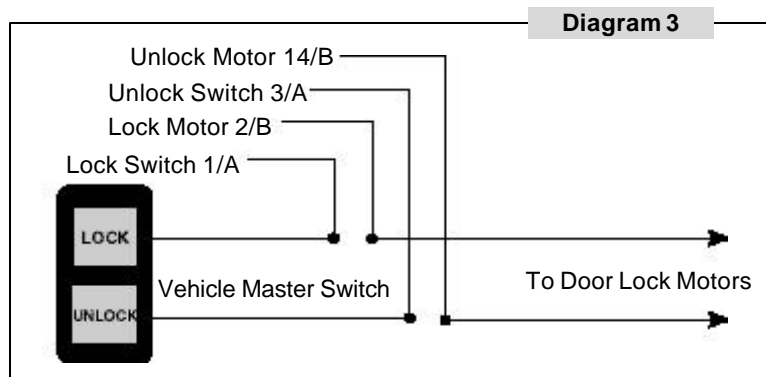 Diagram 3
Unlock Motor 14/B
Unlock Switch 3/A
Lock Motor 2/B
Lock Switch 1/A
LOCK
Vehicle Master Switch
To Door Lock Motors
UNLOCK